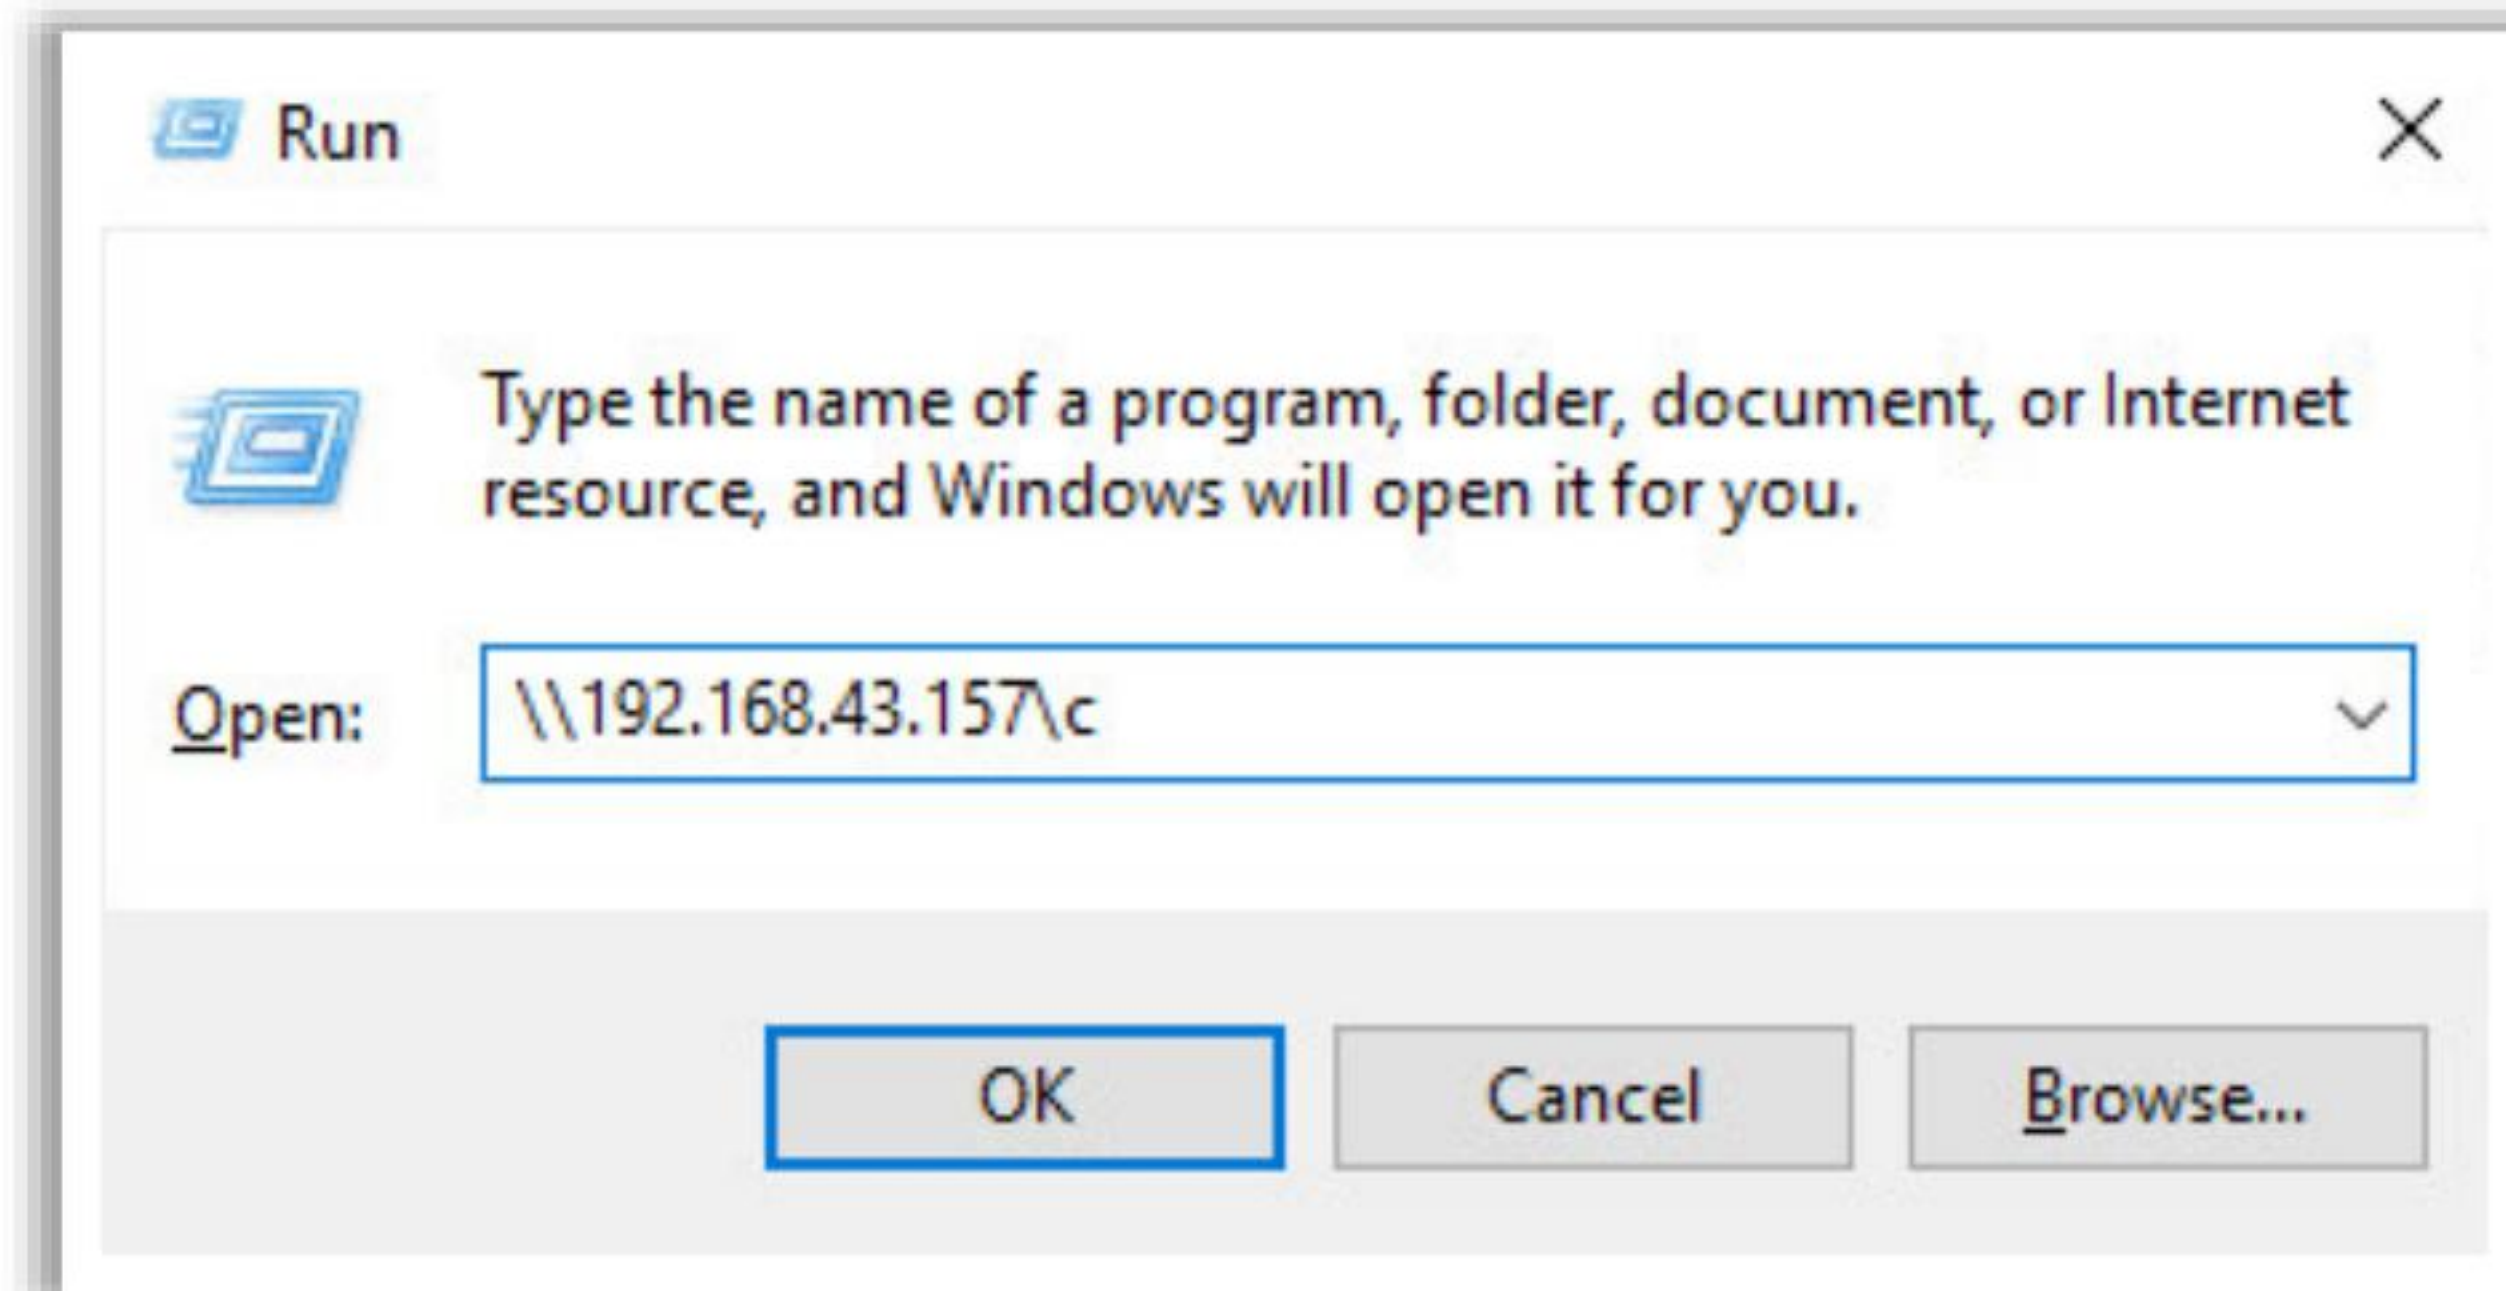 Run
Type the name of a program, folder, document, or Internet
resource, and Windows will open it for you.
Open: \\192.168.43.157\c
OK Cancel Browse...